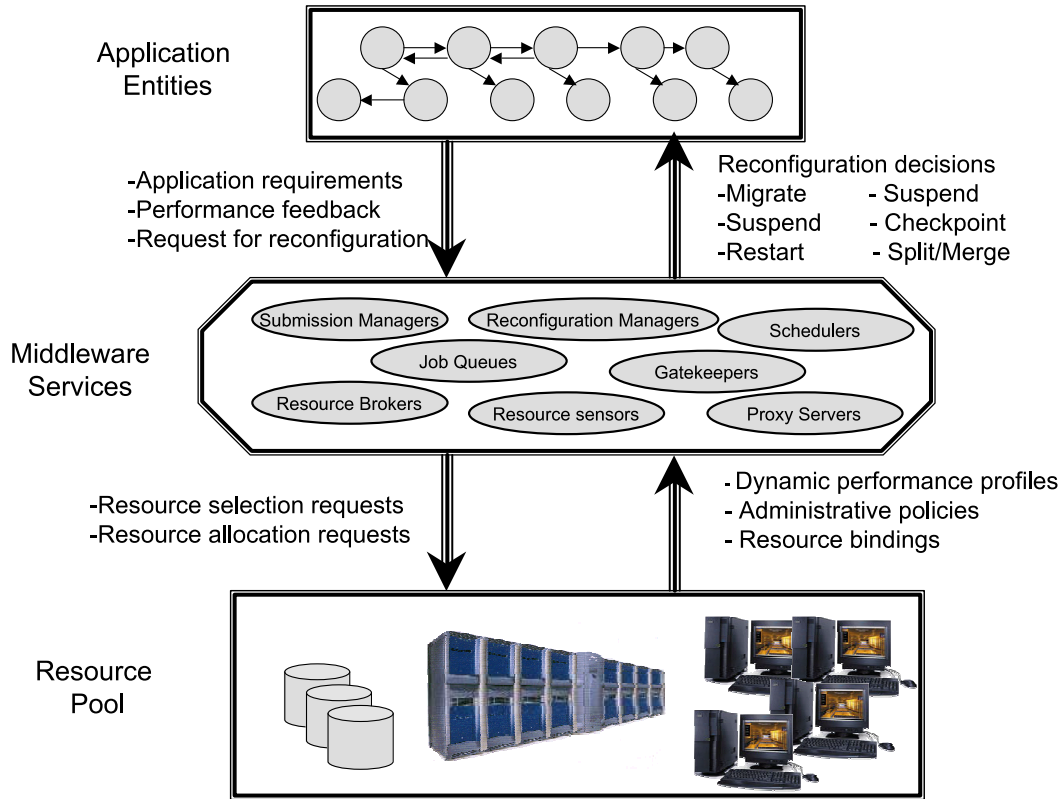 Application
Entities
-Application requirements
-Performance feedback
-Request for reconfiguration
Reconfiguration decisions
-Migrate - Suspend
-Suspend - Checkpoint
-Restart - Split/Merge
Middleware
Services
Submission Managers
Reconfiguration Managers
Schedulers
Job Queues
Gatekeepers
Resource Brokers
Resource sensors
Proxy Servers
-Resource selection requests
-Resource allocation requests
- Dynamic performance profiles
- Administrative policies
- Resource bindings
Resource
Pool